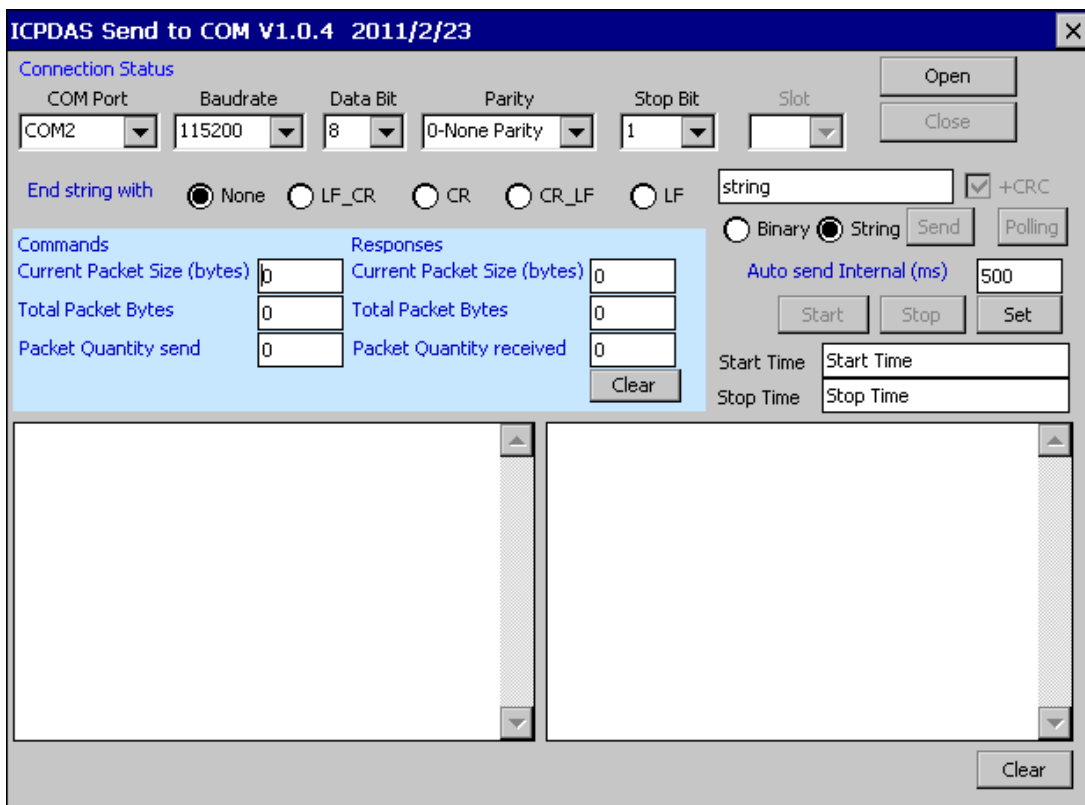 ICPDAS Send to COM V1.0.4 2011/2/23
Connection Status
COM Port Baudrate Data Bit Parity Stop Bit Slot Open
COM2 115200 8 0-None Parity 1 Close
End string with None LF_CR CR CR_LF LF string +CRC
Binary String Send Polling
Commands Responses
Current Packet Size (bytes) 0 Current Packet Size (bytes) 0 Auto send Internal (ms) 500
Total Packet Bytes 0 Total Packet Bytes 0 Start Stop Set
Packet Quantity send 0 Packet Quantity received 0 Start Time Start Time
Clear Stop Time Stop Time
Clear